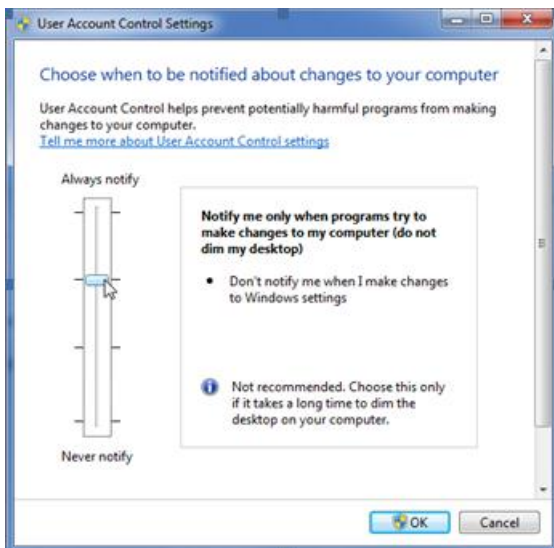 User Account Control Settings
Choose when to be notified about changes to your computer
User Account Control helps prevent potentially harmful programs from making
changes to your computer.
Tell me more about User Account Control settings
Always notify
Notify me only when programs try to
make changes to my computer (do not
dim my desktop)
Don't notify me when I make changes
to Windows settings
Not recommended. Choose this only
if it takes a long time to dim the
desktop on your computer.
Never notify
OK
Cancel